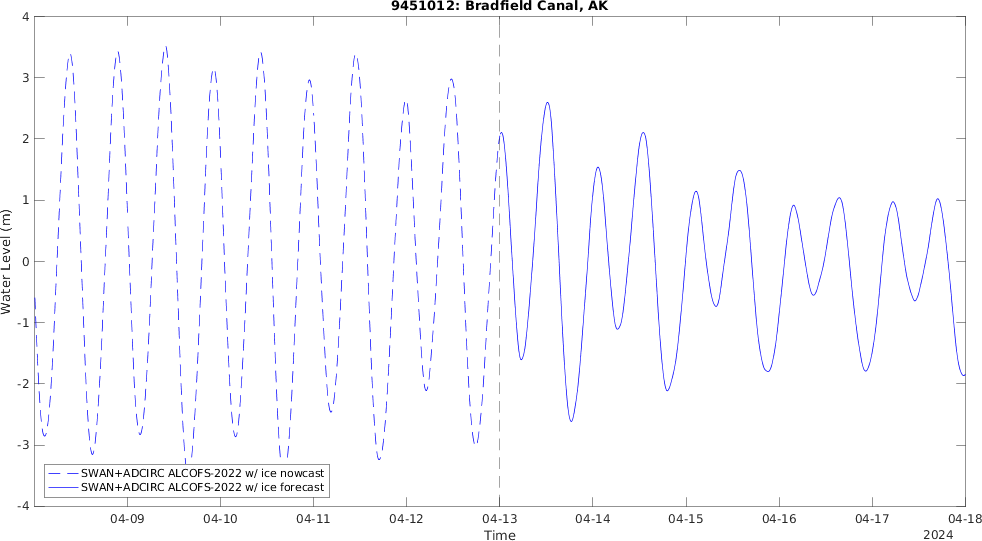 9451012: Bradfield Canal, AK
4
3
2
1
0
-1
-2
-3
-4
Water Level (m)
SWAN+ADCIRC ALCOFS-2022 w/ ice nowcast
SWAN+ADCIRC ALCOFS-2022 w/ ice forecast
04-09 04-10 04-11 04-12 04-13 04-14 04-15 04-16 04-17 04-18
Time
2024